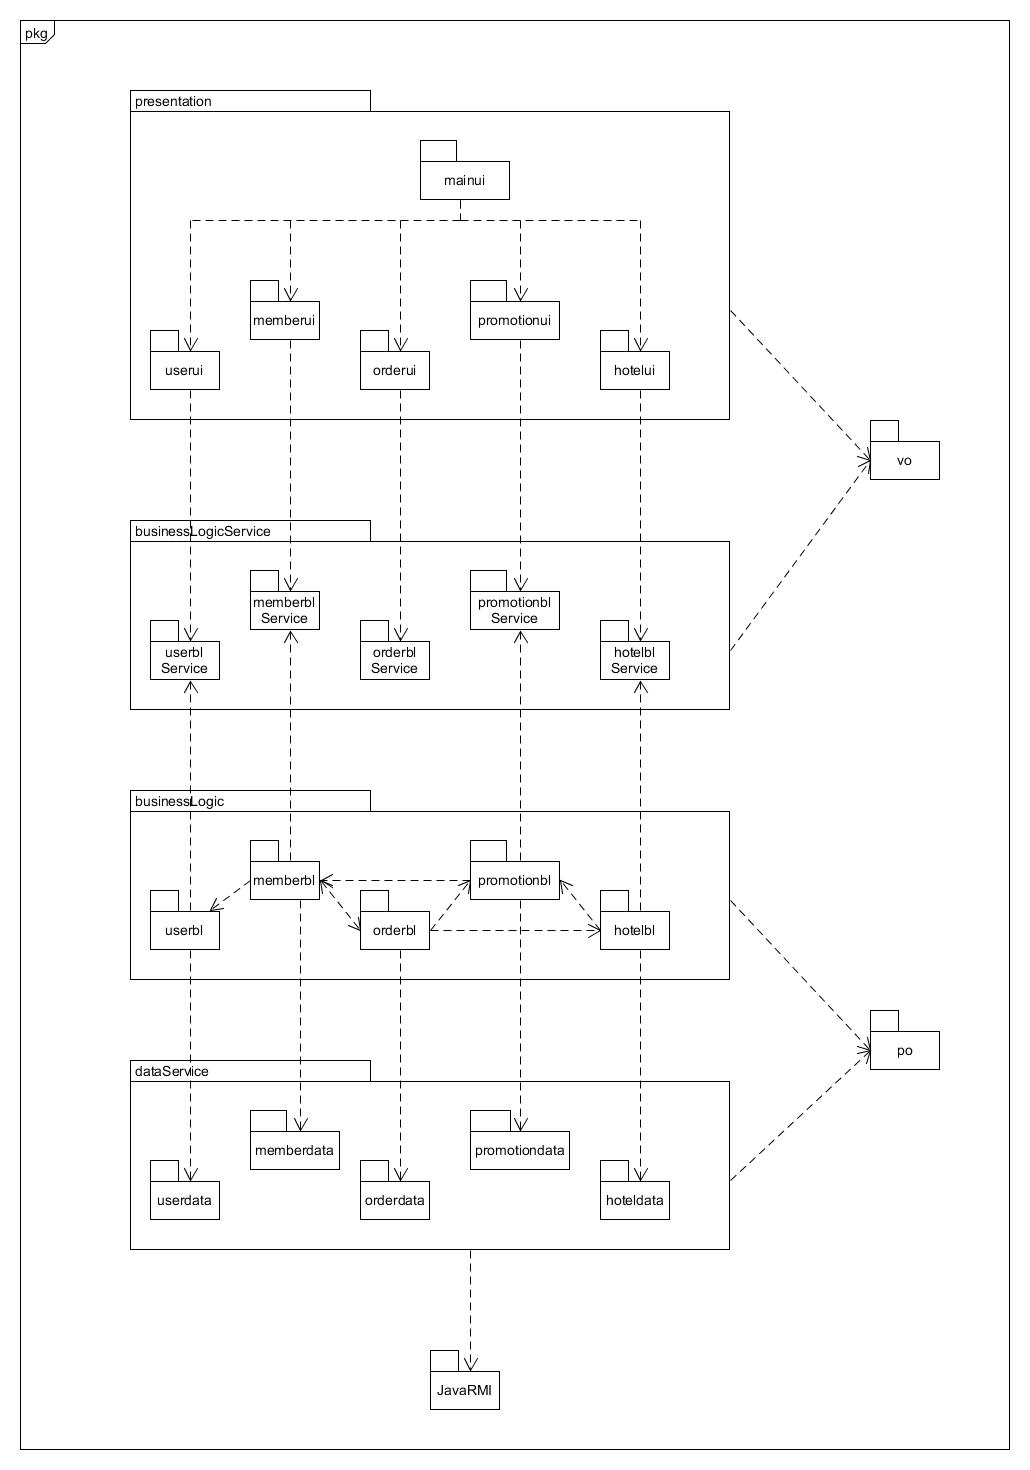 pkg
presentation
mainui
memberui
promotionui
userui
orderui
hotelui
vo
businessLogicService
memberbl
Service
promotionbl
Service
userbl
Service
orderbl
Service
hotelbl
Service
businessLogic
memberbl
promotionbl
userbl
orderbl
hotelbl
po
dataService
memberdata
promotiondata
userdata
orderdata
hoteldata
JavaRMI